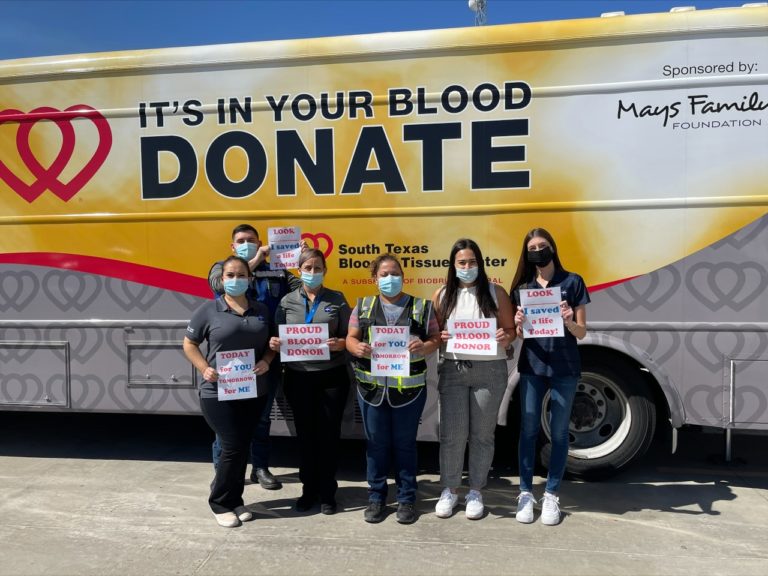 IT'S IN YOUR BLOOD
DONATE
Sponsored by:
Mays Family
FOUNDATION
South Texas
Blood & Tissue Center
A SUBSIDIARY OF
LOOK
I saved
a life
Today!
TODAY
for YOU
TOMORROW
for ME
PROUD
BLOOD
DONOR
TODAY
for YOU
TOMORROW
for ME
PROUD
BLOOD
DONOR
LOOK
I saved
a life
Today!